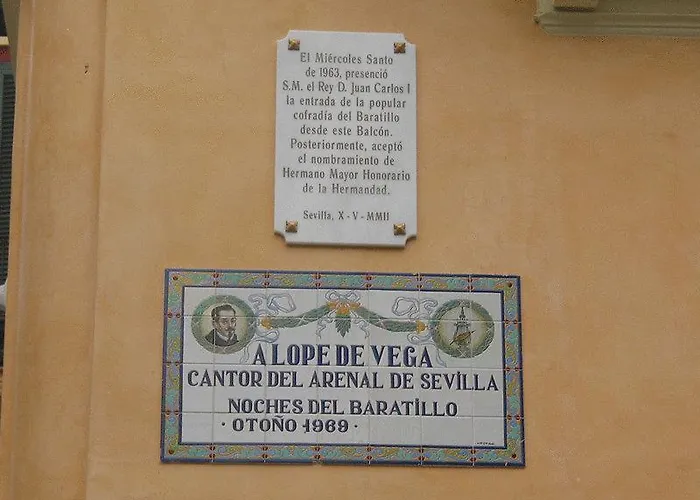 El Miércoles Santo
de 1963, presenció
S.M. el Rey D. Juan Carlos I
la entrada de la popular
cofradía del Baratillo
desde este Balcón.
Posteriormente, aceptó
el nombramiento de
Hermano Mayor Honorario
de la Hermandad.
Sevilla, X - V - MMII
A LOPE DE VEGA
CANTOR DEL ARENAL DE SEVILLA
NOCHES DEL BARATILLO
· OTOÑO 1969 ·